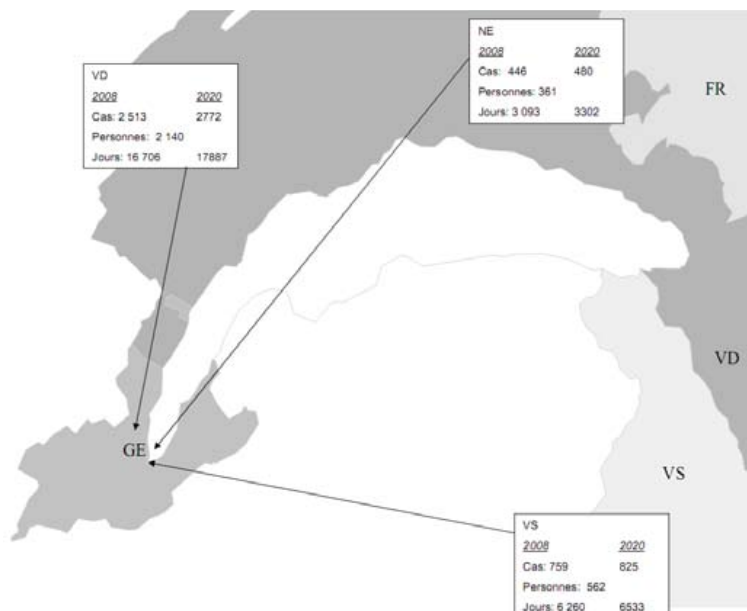 NE
2008 2020
Cas: 446 480
Personnes: 361
Jours: 3 093 3302
VD
2008 2020
Cas: 2 513 2772
Personnes: 2 140
Jours: 16 706 17887
FR
VD
GE
VS
VS
2008 2020
Cas: 759 825
Personnes: 562
Jours: 6 260 6533